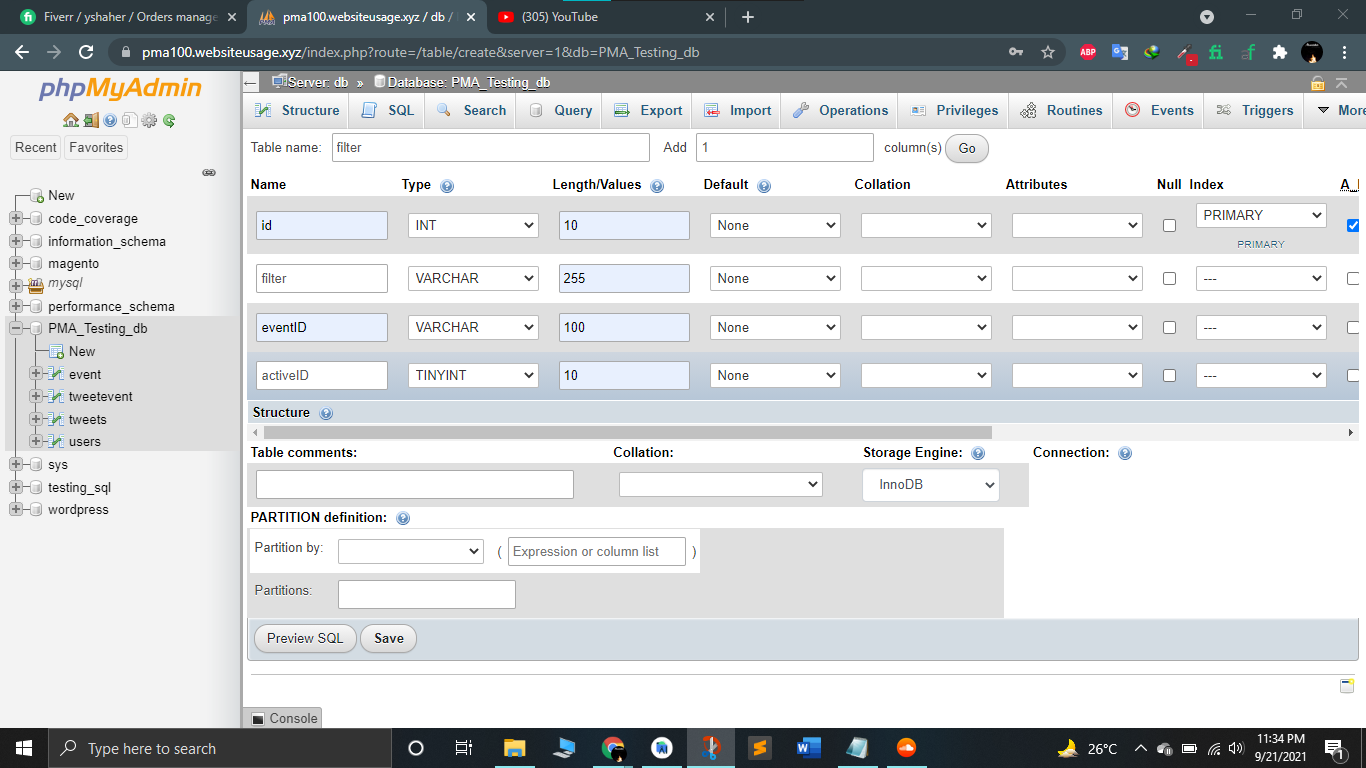 Fiverr / yshaher / Orders manage
pma100.websiteusage.xyz / db /
(305) YouTube
pma100.websiteusage.xyz/index.php?route=/table/create&server=1&db=PMA_Testing_db
ABP
phpMyAdmin
Server: db » Database: PMA_Testing_db
Structure SQL Search Query Export Import Operations Privileges Routines Events Triggers More
Recent Favorites
Table name: filter Add 1 column(s) Go
Name Type Length/Values Default Collation Attributes Null Index A_I
id INT 10 None PRIMARY
PRIMARY
filter VARCHAR 255 None ---
eventID VARCHAR 100 None ---
activeID TINYINT 10 None ---
Structure
Table comments: Collation: Storage Engine: Connection:
InnoDB
PARTITION definition:
Partition by: ( Expression or column list )
Partitions:
Preview SQL Save
Console
New
code_coverage
information_schema
magento
mysql
performance_schema
PMA_Testing_db
New
event
tweetevent
tweets
users
sys
testing_sql
wordpress
Type here to search
26°C
11:34 PM
9/21/2021
1